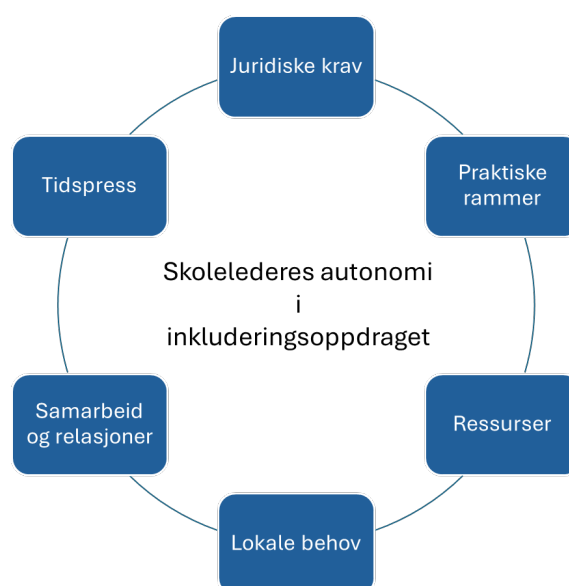 Juridiske krav
Praktiske
rammer
Ressurser
Lokale behov
Samarbeid
og relasjoner
Tidspress
Skolelederes autonomi
i
inkluderingsoppdraget